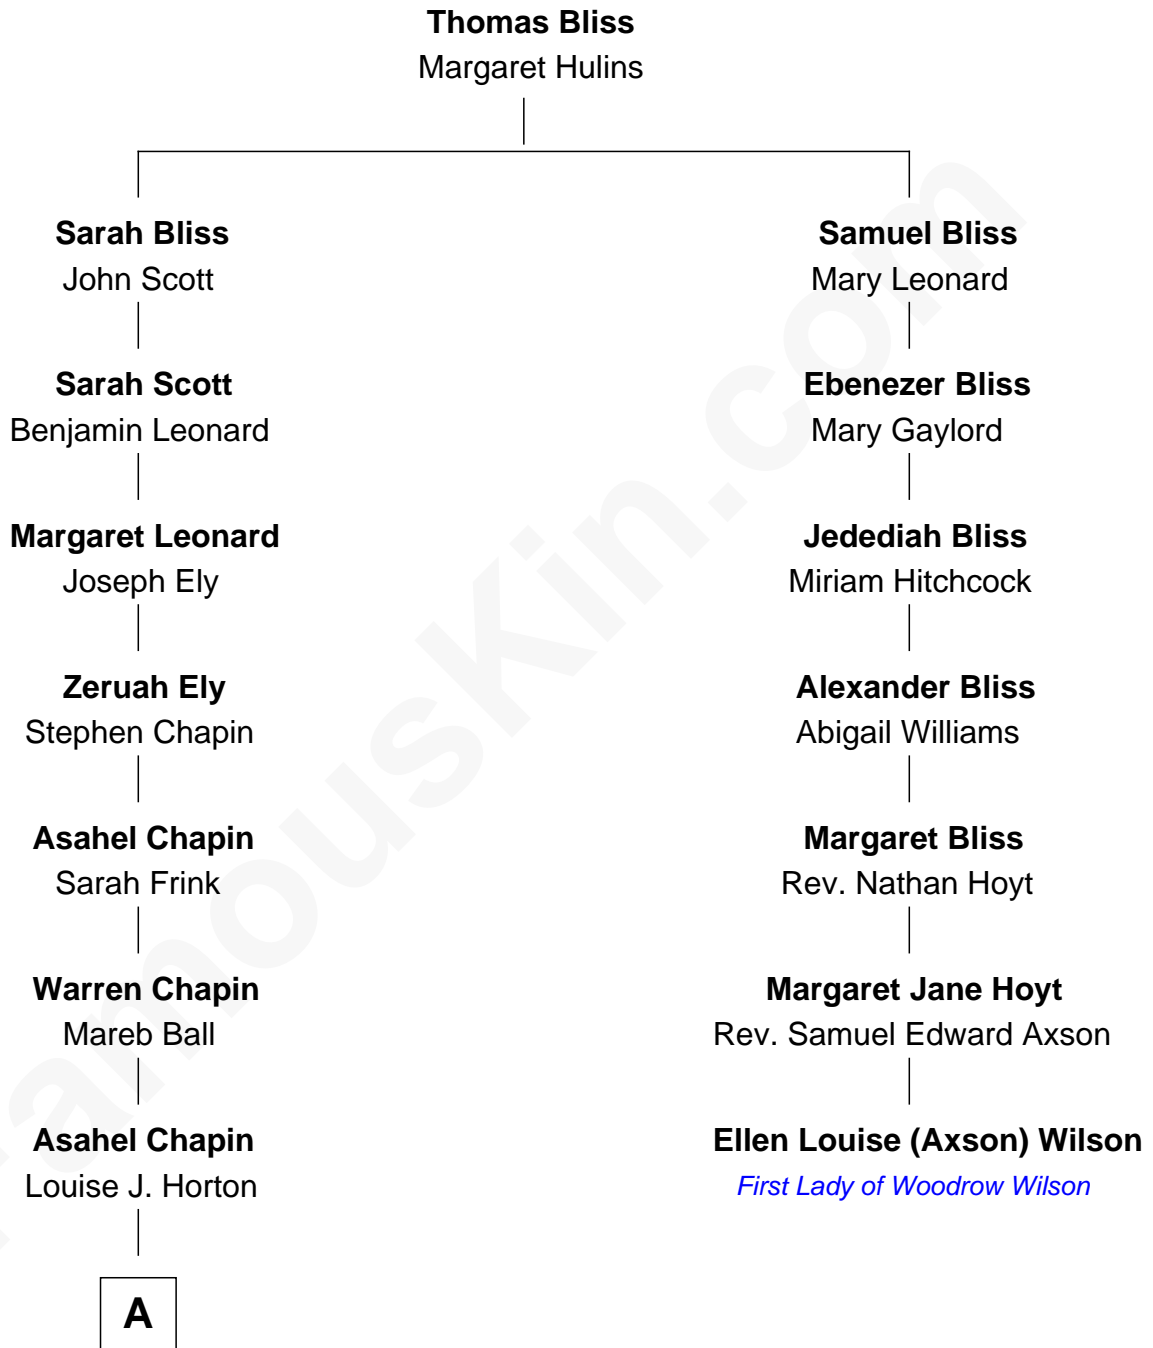 Thomas Bliss
Margaret Hulins
Sarah Bliss
John Scott
Sarah Scott
Benjamin Leonard
Margaret Leonard
Joseph Ely
Zeruah Ely
Stephen Chapin
Asahel Chapin
Sarah Frink
Warren Chapin
Mareb Ball
Asahel Chapin
Louise J. Horton
A
Samuel Bliss
Mary Leonard
Ebenezer Bliss
Mary Gaylord
Jedediah Bliss
Miriam Hitchcock
Alexander Bliss
Abigail Williams
Margaret Bliss
Rev. Nathan Hoyt
Margaret Jane Hoyt
Rev. Samuel Edward Axson
Ellen Louise (Axson) Wilson
First Lady of Woodrow Wilson
FamousKin.com